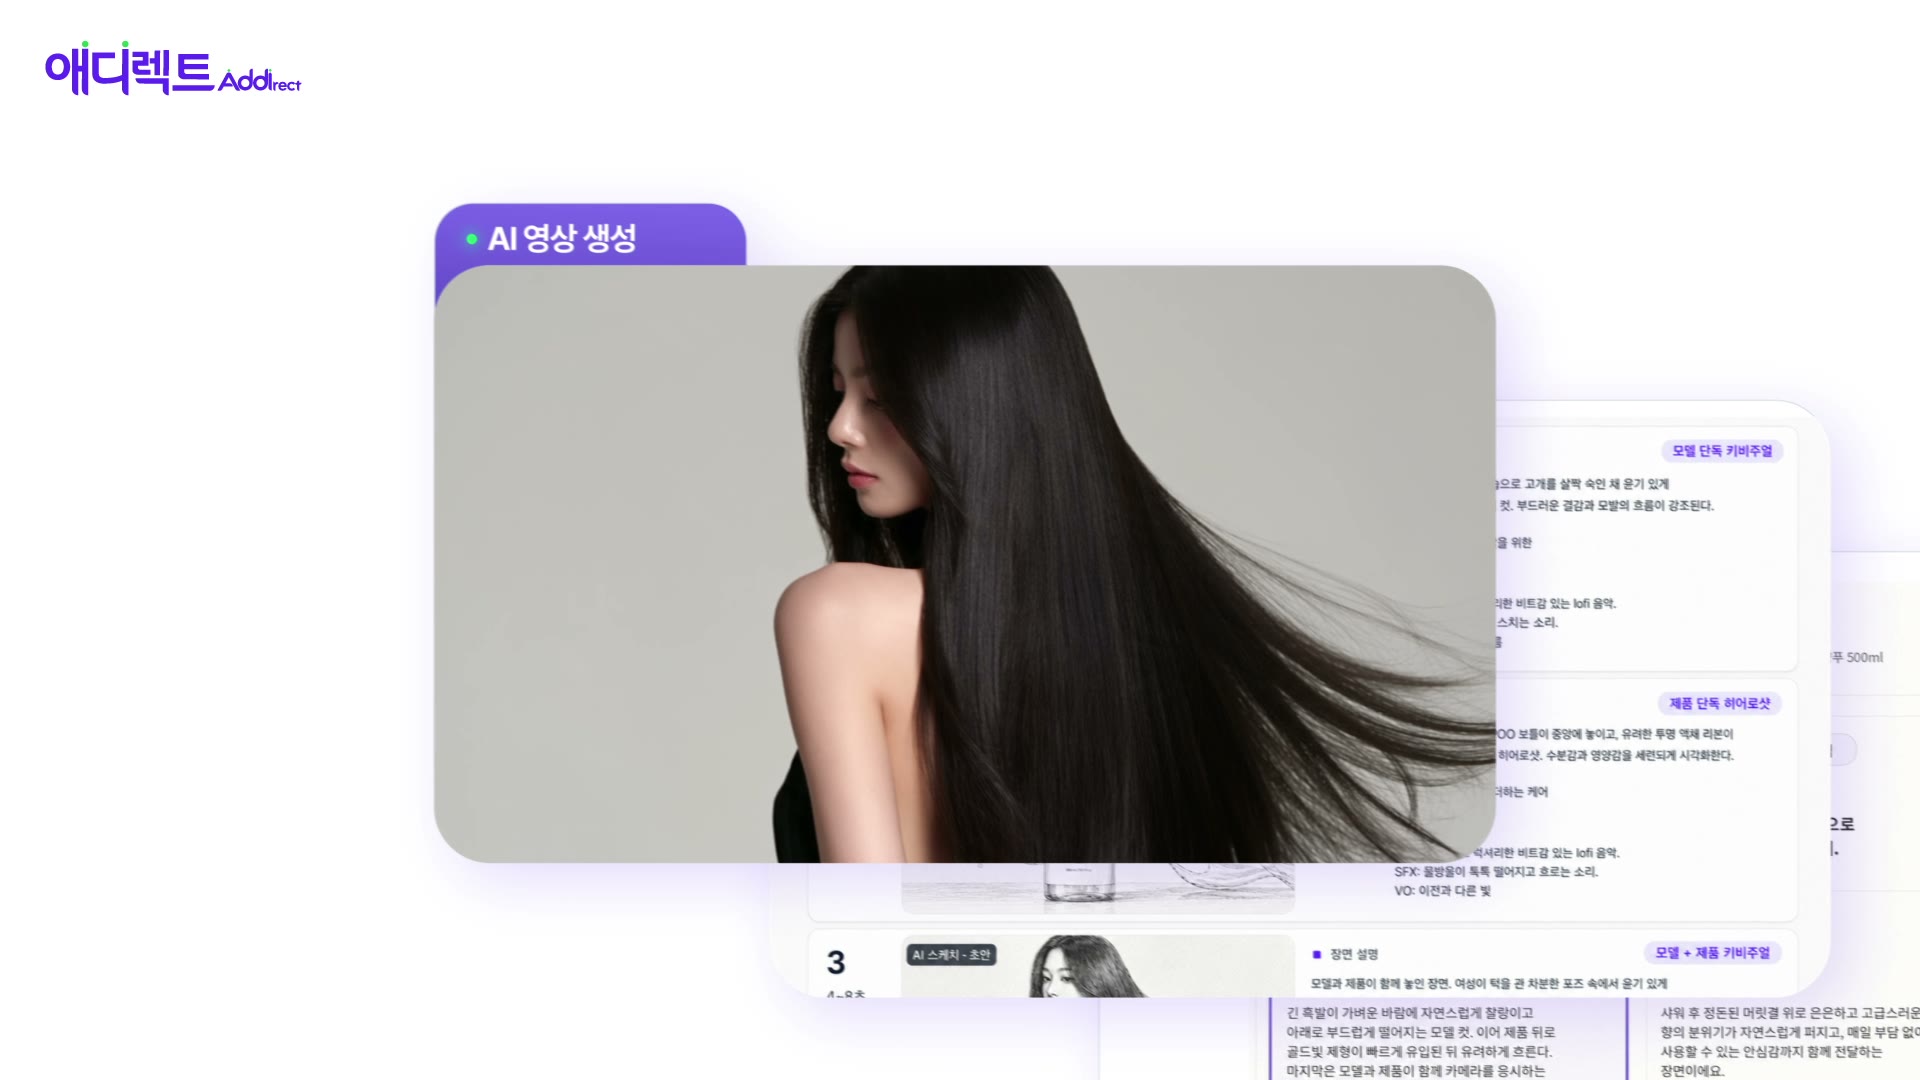 애디렉트 Addirect
AI 영상 생성
모델 단독 키비주얼
으로 고개를 살짝 숙인 채 윤기 있게
컷. 부드러운 결감과 모발의 흐름이 강조된다.
을 위한
한 비트감 있는 lofi 음악.
스치는 소리.
푸 500ml
제품 단독 히어로샷
OO 보틀이 중앙에 놓이고, 유려한 투명 액체 리본이
히어로샷. 수분감과 영양감을 세련되게 시각화한다.
더하는 케어
으로
럭셔리한 비트감 있는 lofi 음악.
SFX: 물방울이 톡톡 떨어지고 흐르는 소리.
VO: 이전과 다른 빛
3
4~8초
AI 스케치 - 초안
장면 설명
모델 + 제품 키비주얼
모델과 제품이 함께 놓인 장면. 여성이 턱을 괸 차분한 포즈 속에서 윤기 있게
긴 흑발이 가벼운 바람에 자연스럽게 찰랑이고
아래로 부드럽게 떨어지는 모델 컷. 이어 제품 뒤로
골드빛 제형이 빠르게 유입된 뒤 유려하게 흐른다.
마지막은 모델과 제품이 함께 카메라를 응시하는
샤워 후 정돈된 머릿결 위로 은은하고 고급스러운
향의 분위기가 자연스럽게 퍼지고, 매일 부담 없이
사용할 수 있는 안심감까지 함께 전달하는
장면이에요.